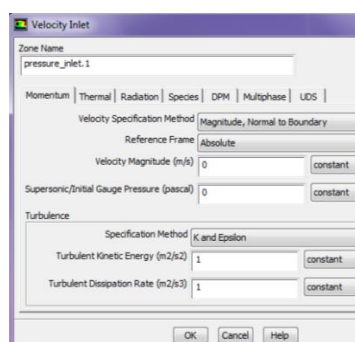 Velocity Inlet
Zone Name
pressure_inlet.1
Momentum Thermal Radiation Species DPM Multiphase UDS
Velocity Specification Method Magnitude, Normal to Boundary
Reference Frame Absolute
Velocity Magnitude (m/s) 0 constant
Supersonic/Initial Gauge Pressure (pascal) 0 constant
Turbulence
Specification Method K and Epsilon
Turbulent Kinetic Energy (m2/s2) 1 constant
Turbulent Dissipation Rate (m2/s3) 1 constant
OK Cancel Help